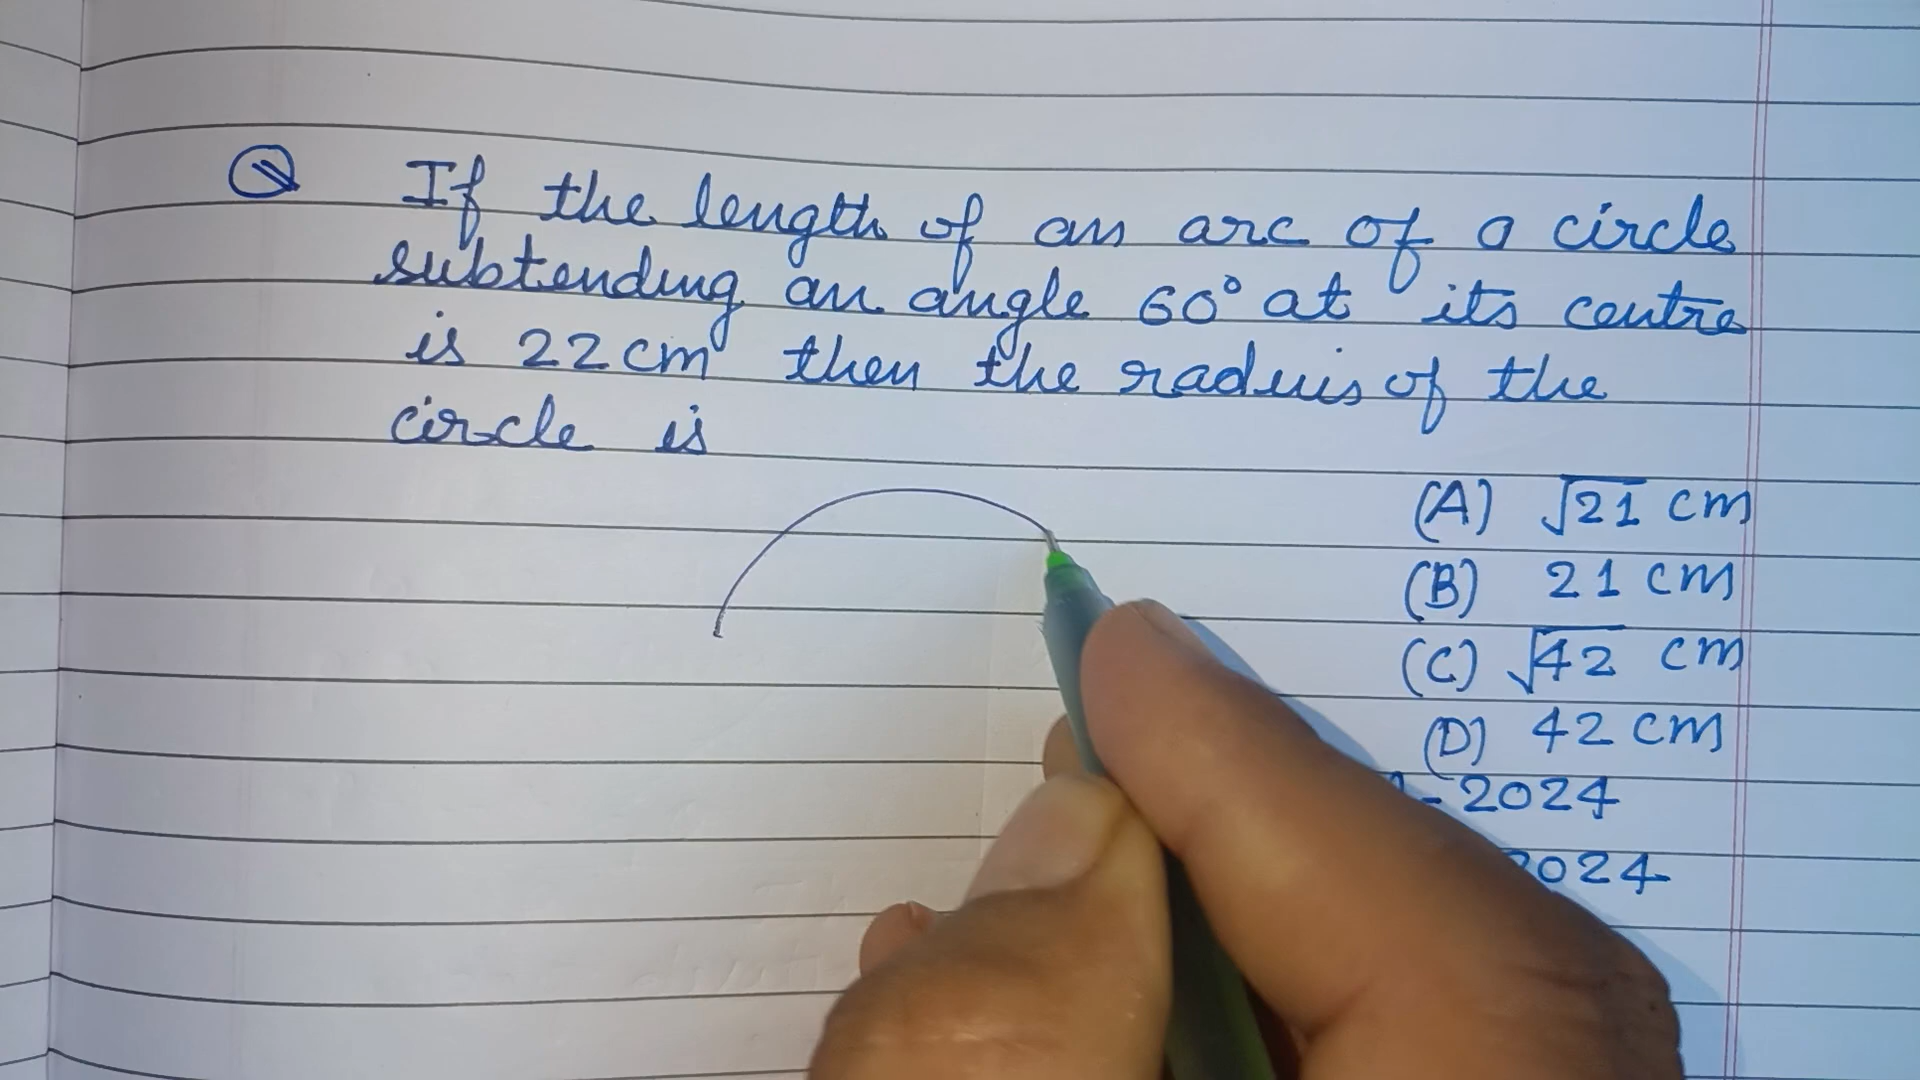 Q If the length of an arc of a circle
subtending an angle 60° at its centre
is 22 cm then the radius of the
circle is
(A) √21 cm
(B) 21 cm
(C) √42 cm
(D) 42 cm
- 2024
2024